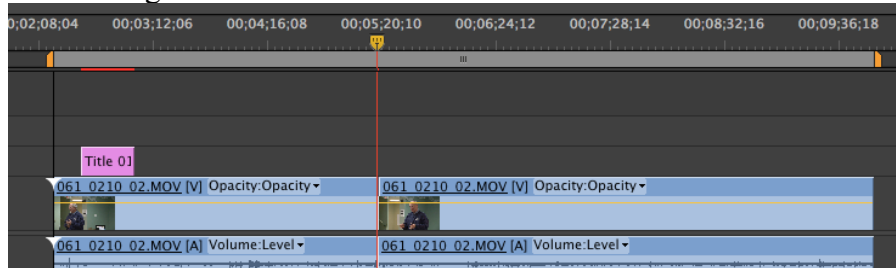 0;02;08;04 00;03;12;06 00;04;16;08 00;05;20;10 00;06;24;12 00;07;28;14 00;08;32;16 00;09;36;18
Title 01
061_0210_02.MOV [V] Opacity:Opacity 061_0210_02.MOV [V] Opacity:Opacity
061_0210_02.MOV [A] Volume:Level 061_0210_02.MOV [A] Volume:Level